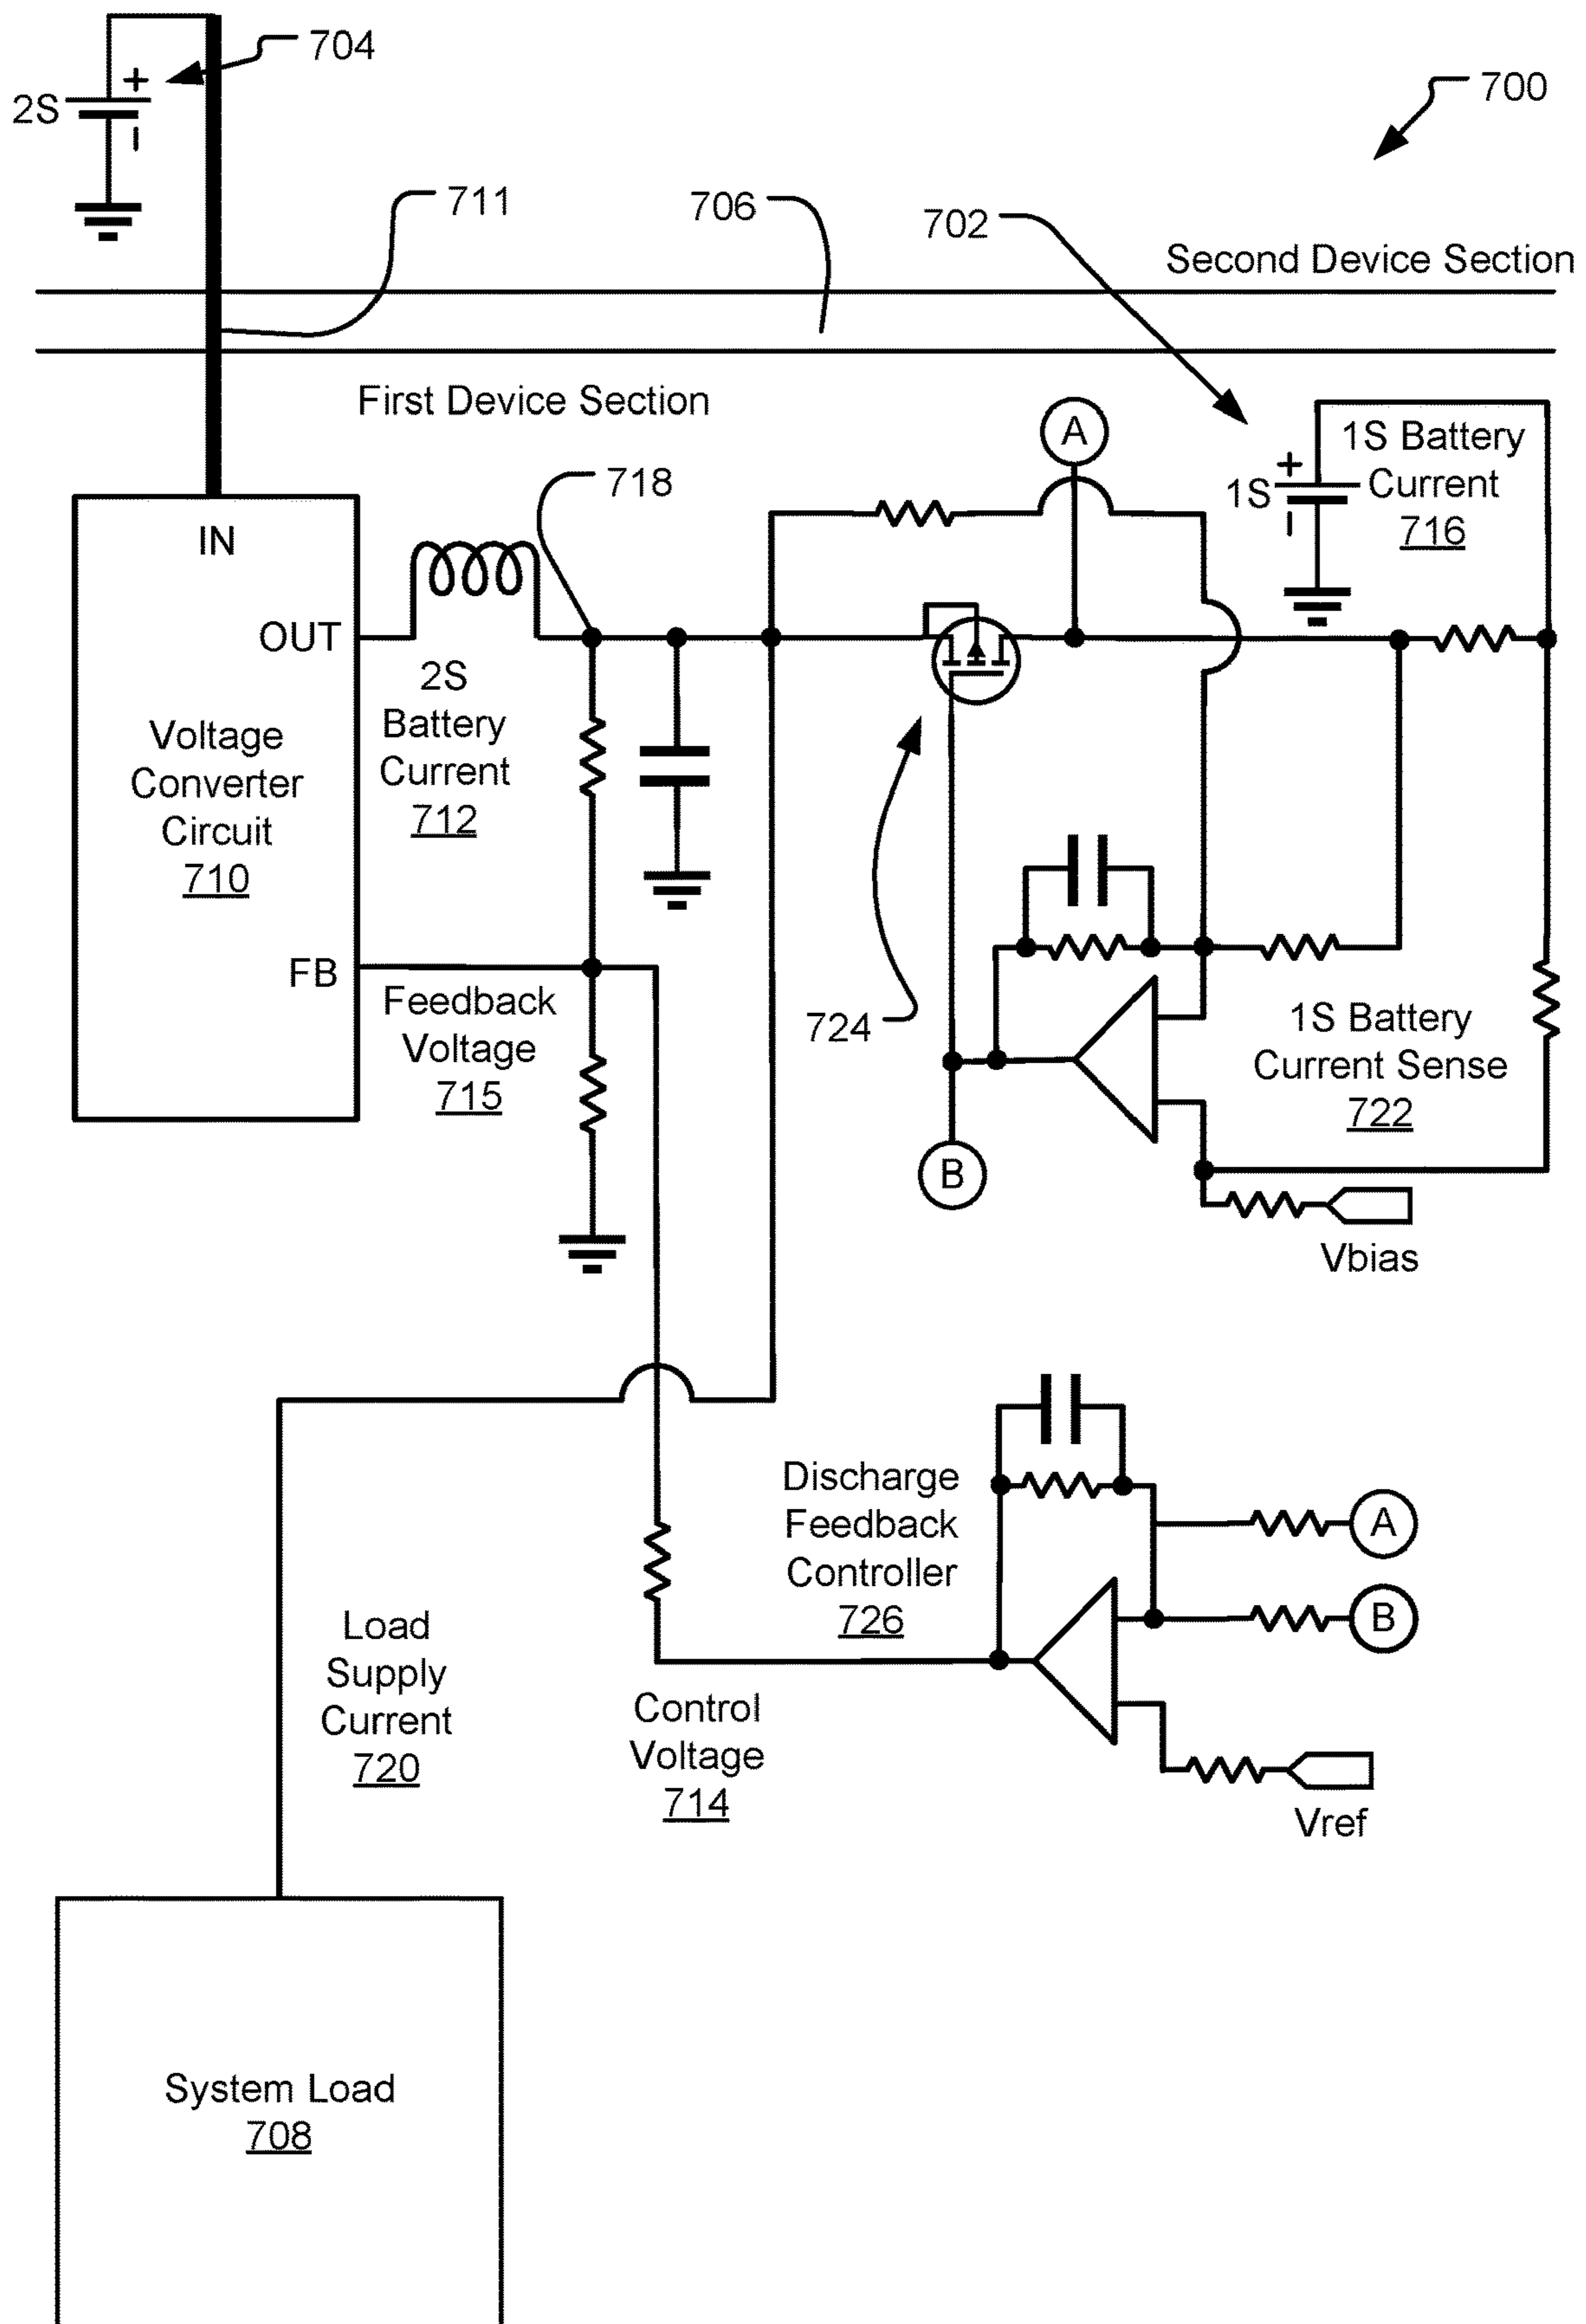 704
700
+
2S
–
711
706
702
Second Device Section
First Device Section
A
718
1S Battery
Current
716
+
1S
–
IN
OUT
2S
Battery
Current
712
Voltage
Converter
Circuit
710
FB
Feedback
Voltage
715
724
1S Battery
Current Sense
722
B
Vbias
Discharge
Feedback
Controller
726
A
B
Load
Supply
Current
720
Control
Voltage
714
Vref
System Load
708